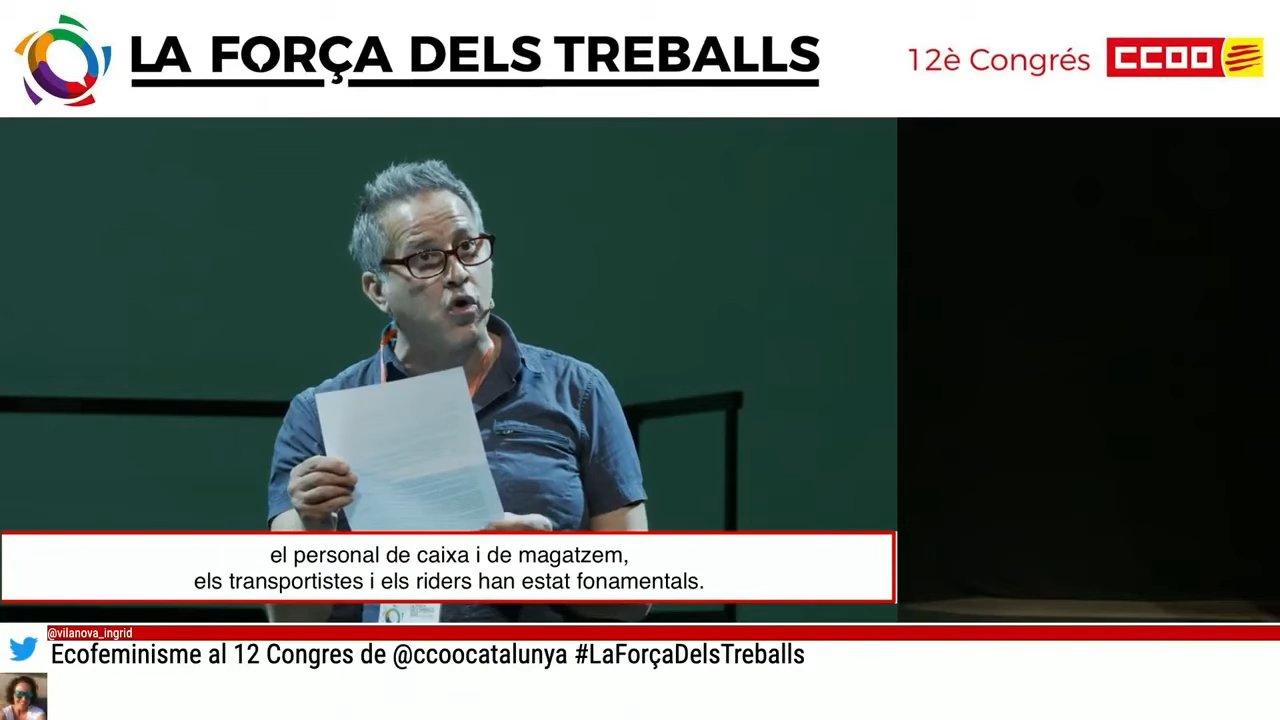 LA FORÇA DELS TREBALLS
12è Congrés CCOO
el personal de caixa i de magatzem,
els transportistes i els riders han estat fonamentals.
@vilanova_ingrid
Ecofeminisme al 12 Congres de @ccoocatalunya #LaForçaDelsTreballs